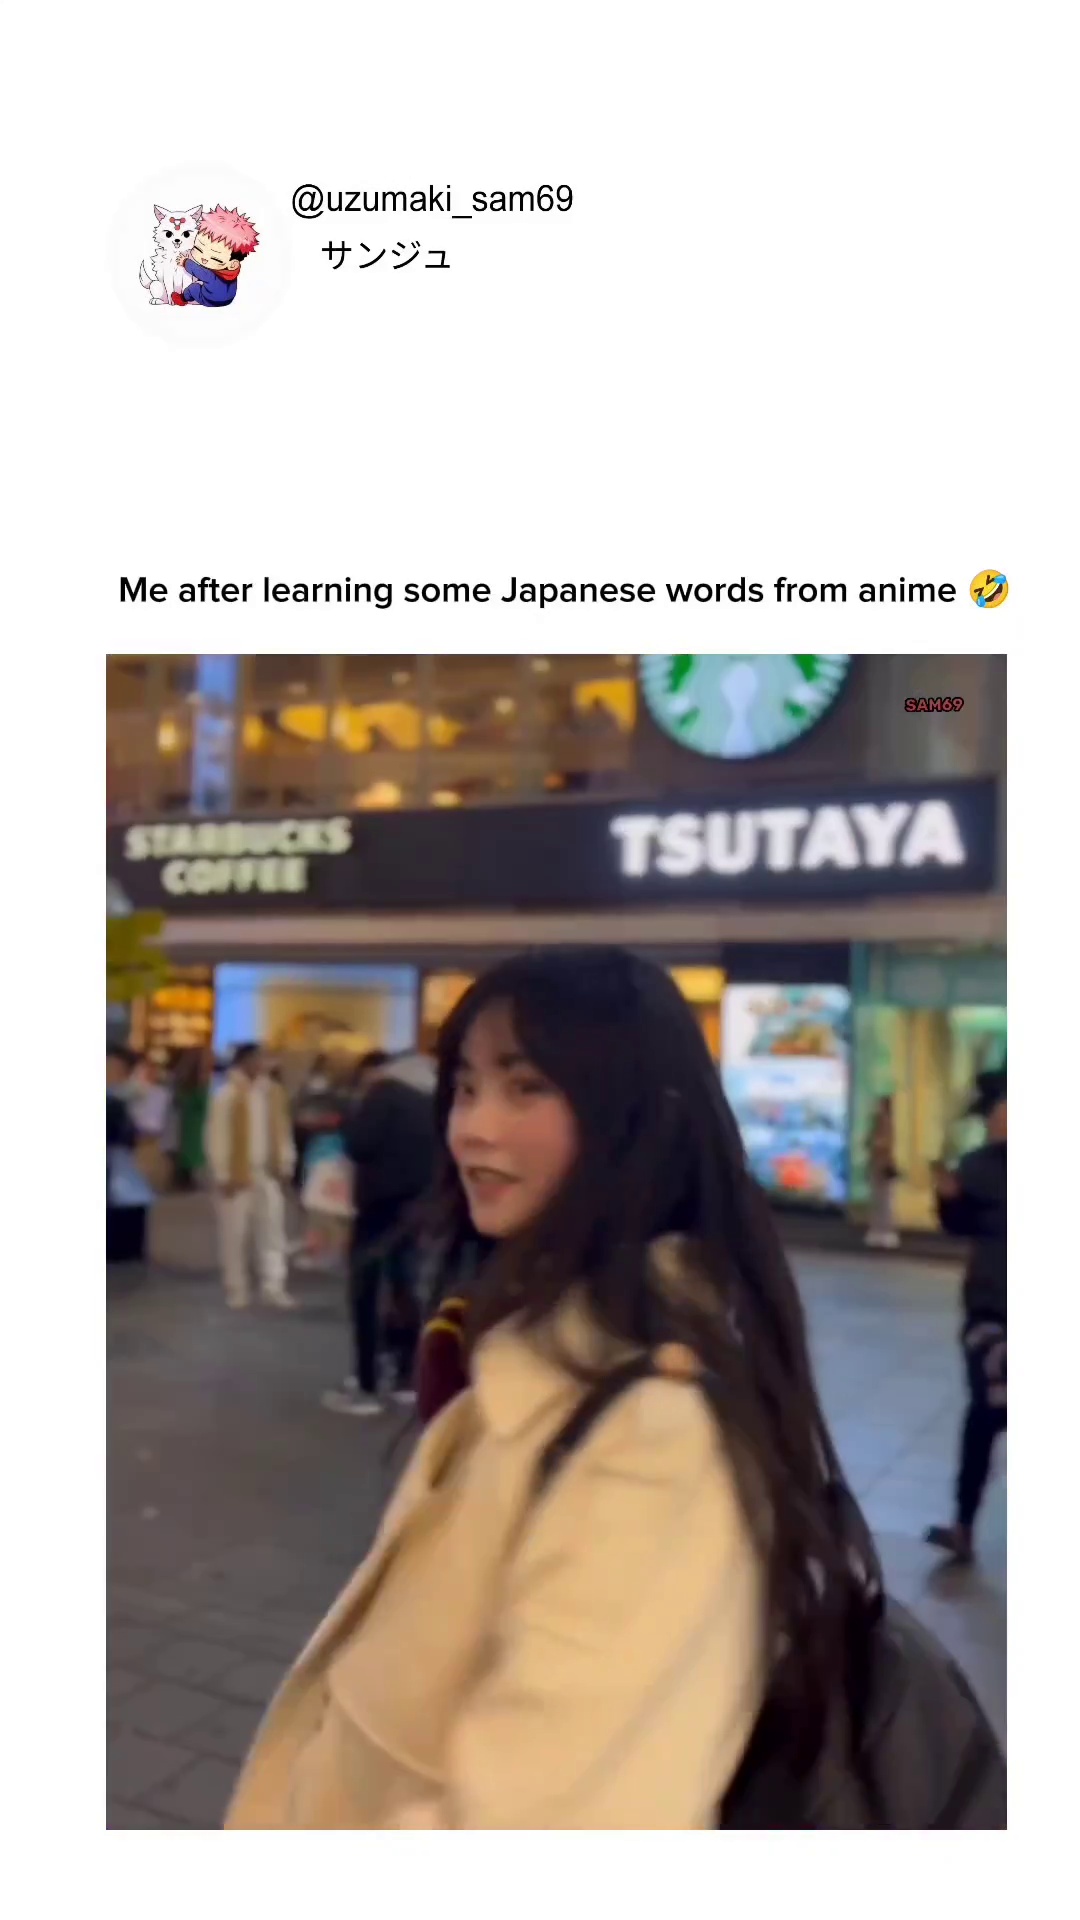 @uzumaki_sam69
サンジュ
Me after learning some Japanese words from anime 🤣
SAM69
STARBUCKS
COFFEE
TSUTAYA